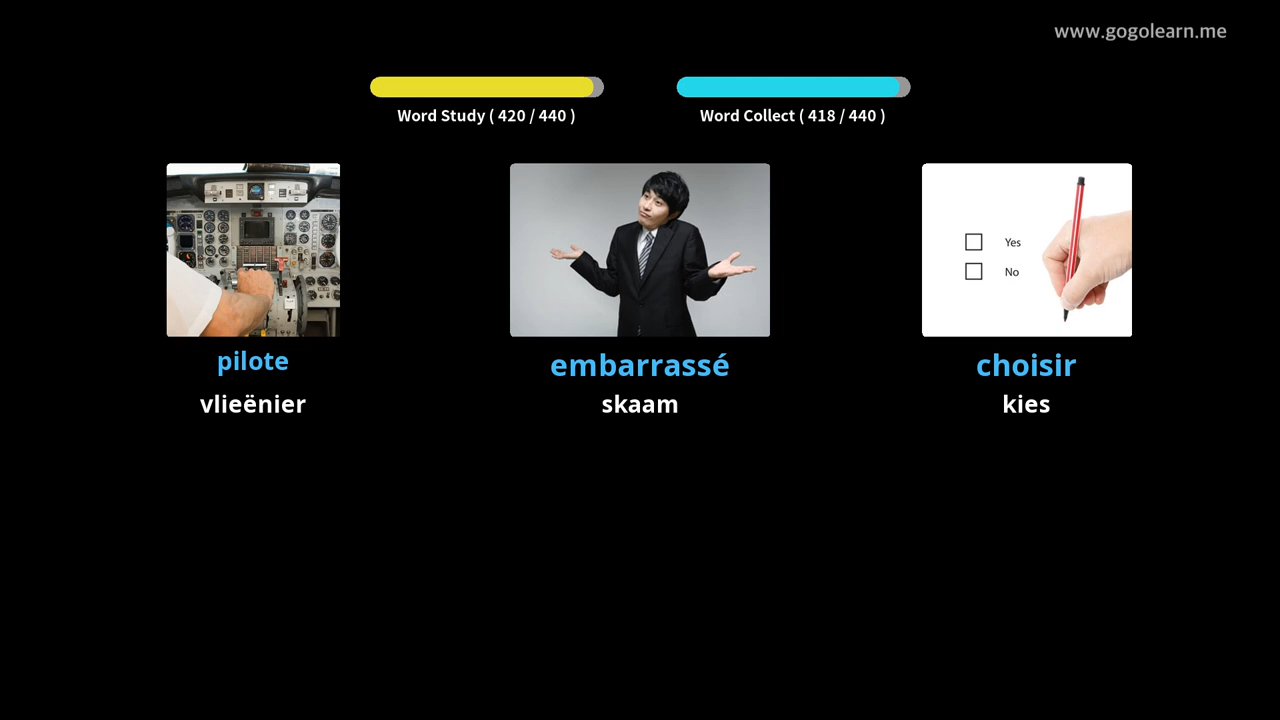 www.gogolearn.me
Word Study ( 420 / 440 )
Word Collect ( 418 / 440 )
Yes
No
pilote
embarrassé
choisir
vlieënier
skaam
kies